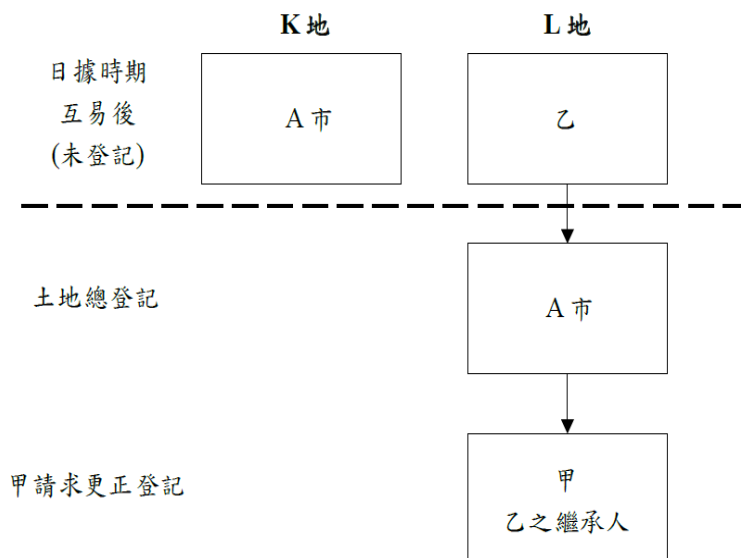 K地
L地
日據時期
互易後
(未登記)
A市
乙
土地總登記
A市
甲請求更正登記
甲
乙之繼承人